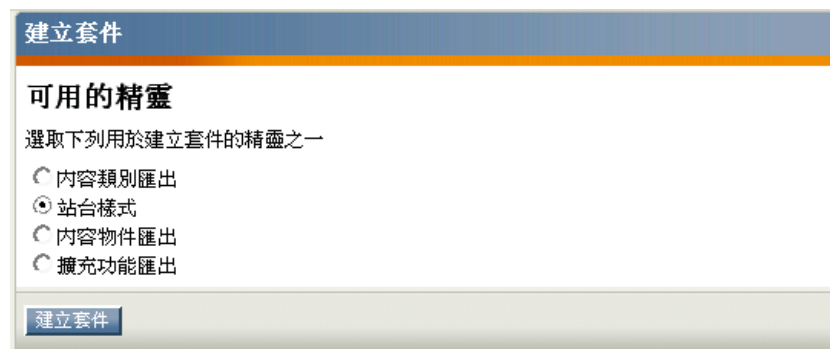 建立套件
可用的精靈
選取下列用於建立套件的精靈之一
內容類別匯出
站台樣式
內容物件匯出
擴充功能匯出
建立套件